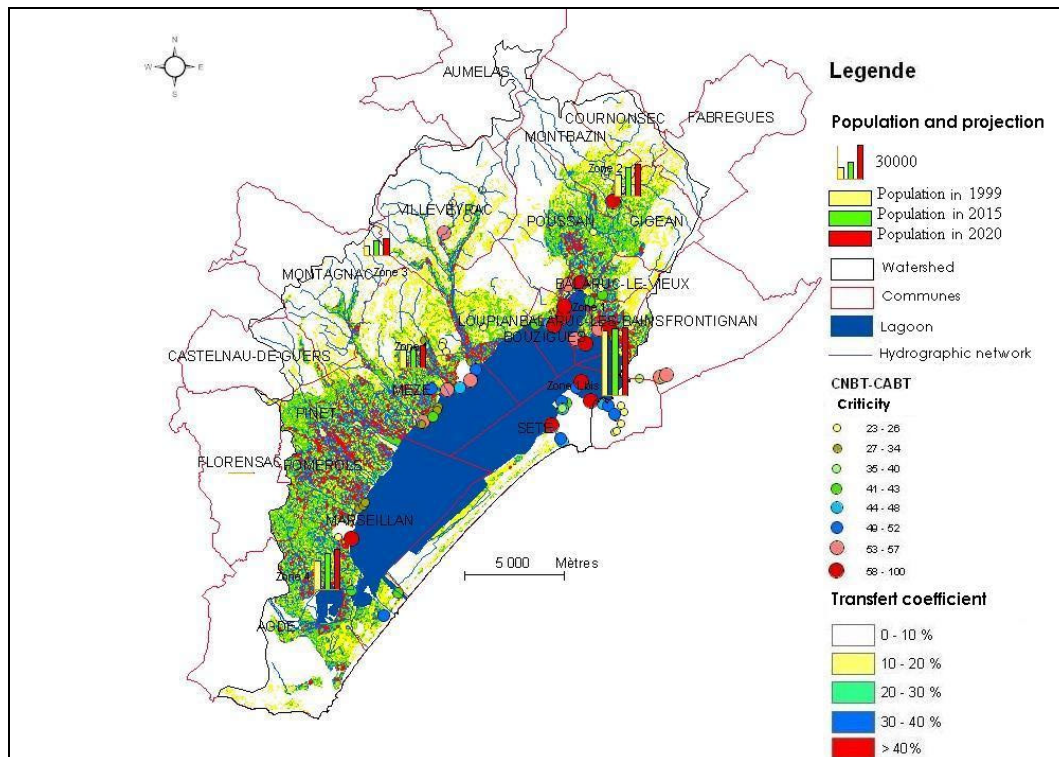 N
W
E
S
AUMELAS
COURNONSEC
FABREGUES
MONTBAZIN
Zone 2
VILLEVEYRAC
POUSSAN
GIGEAN
MONTAGNAC
Zone 3
BALARUC-LE-VIEUX
LOUPIAN
BALARUC-LES-BAINS
FRONTIGNAN
BOUZIGUES
CASTELNAU-DE-GUERS
MEZE
Zone 1 bis
PINET
SETE
FLORENSAC
POMEROLS
MARSEILLAN
5 000 Mètres
AGDE
Legende
Population and projection
30000
Population in 1999
Population in 2015
Population in 2020
Watershed
Communes
Lagoon
Hydrographic network
CNBT-CABT
Criticity
23 - 26
27 - 34
35 - 40
41 - 43
44 - 48
49 - 52
53 - 57
58 - 100
Transfert coefficient
0 - 10 %
10 - 20 %
20 - 30 %
30 - 40 %
> 40%